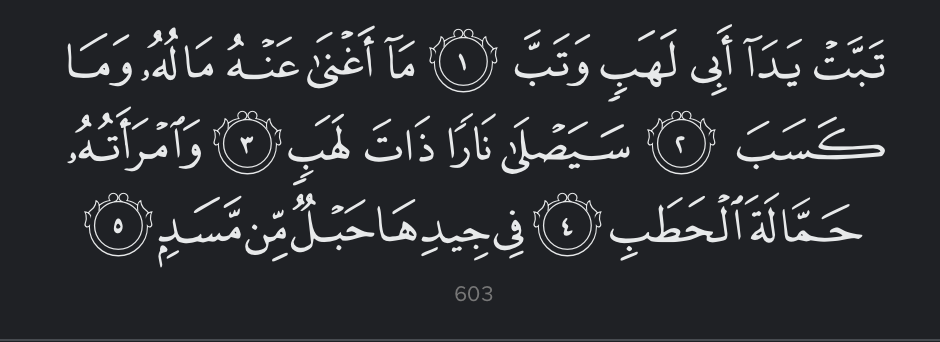 تَبَّتْ يَدَآ أَبِى لَهَبٍ وَتَبَّ ١ مَآ أَغْنَىٰ عَنْهُ مَالُهُۥ وَمَا
كَسَبَ ٢ سَيَصْلَىٰ نَارًا ذَاتَ لَهَبٍ ٣ وَٱمْرَأَتُهُۥ
حَمَّالَةَ ٱلْحَطَبِ ٤ فِى جِيدِهَا حَبْلٌ مِّن مَّسَدٍ ٥
603